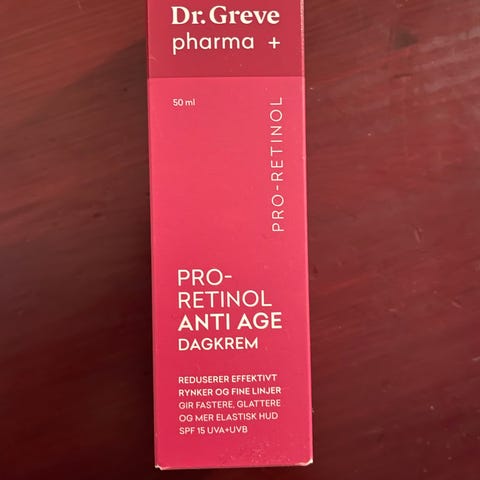 Dr. Greve
pharma +
50 ml
PRO-RETINOL
PRO-
RETINOL
ANTI AGE
DAGKREM
REDUSERER EFFEKTIVT
RYNKER OG FINE LINJER
GIR FASTERE, GLATTERE
OG MER ELASTISK HUD
SPF 15 UVA+UVB